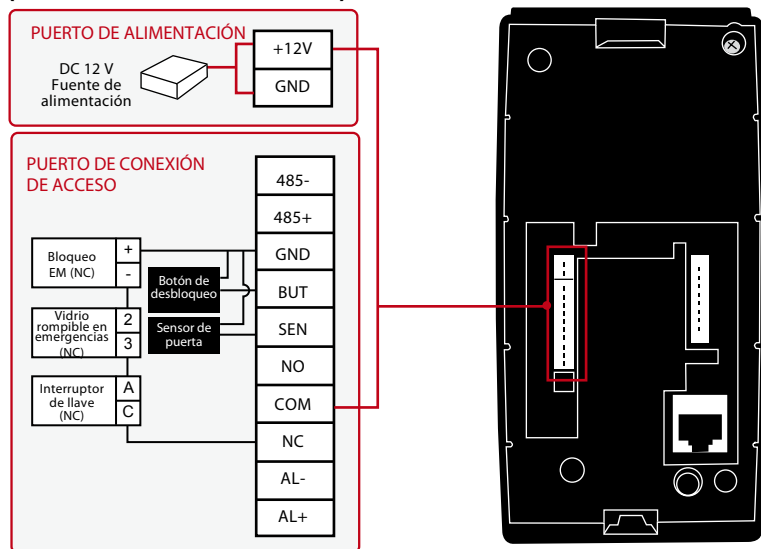 PUERTO DE ALIMENTACIÓN
DC 12 V
Fuente de
alimentación
+12V
GND
PUERTO DE CONEXIÓN
DE ACCESO
485-
485+
GND
BUT
SEN
NO
COM
NC
AL-
AL+
Bloqueo
EM (NC)
+
-
Botón de
desbloqueo
Vidrio
rompible en
emergencias
(NC)
2
3
Sensor de
puerta
Interruptor
de llave
(NC)
A
C